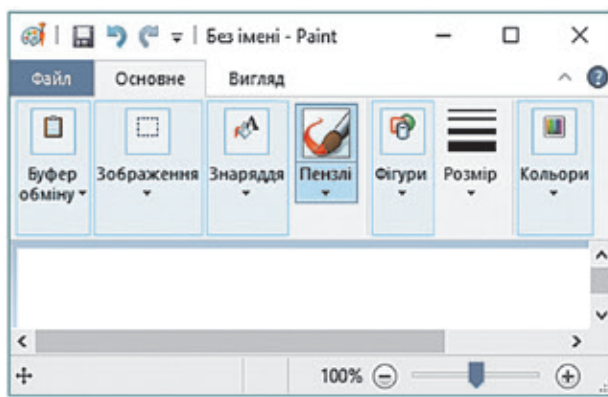 Без імені - Paint
Файл Основне Вигляд
Буфер обміну Зображення Знаряддя Пензлі Фігури Розмір Кольори
100%